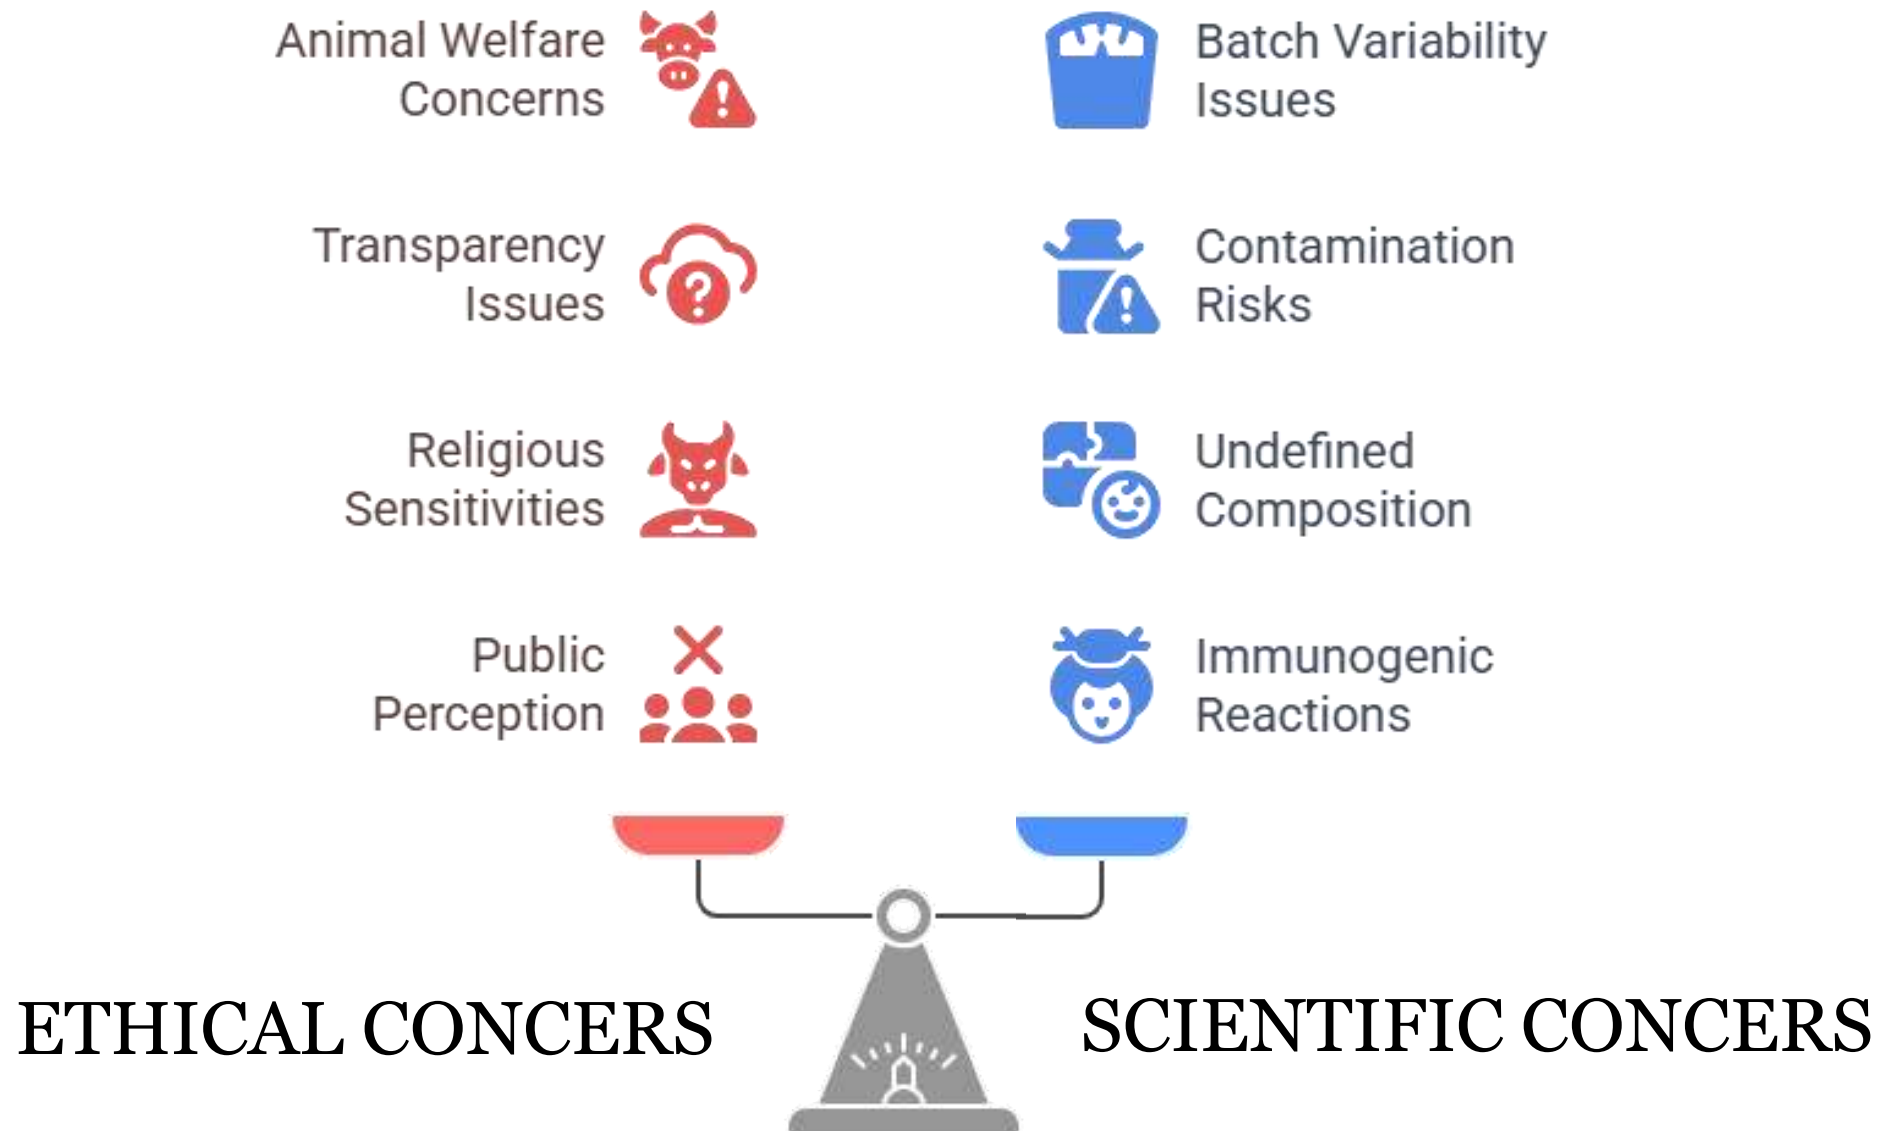 Animal Welfare
Concerns
Transparency
Issues
Religious
Sensitivities
Public
Perception
Batch Variability
Issues
Contamination
Risks
Undefined
Composition
Immunogenic
Reactions
ETHICAL CONCERS
SCIENTIFIC CONCERS